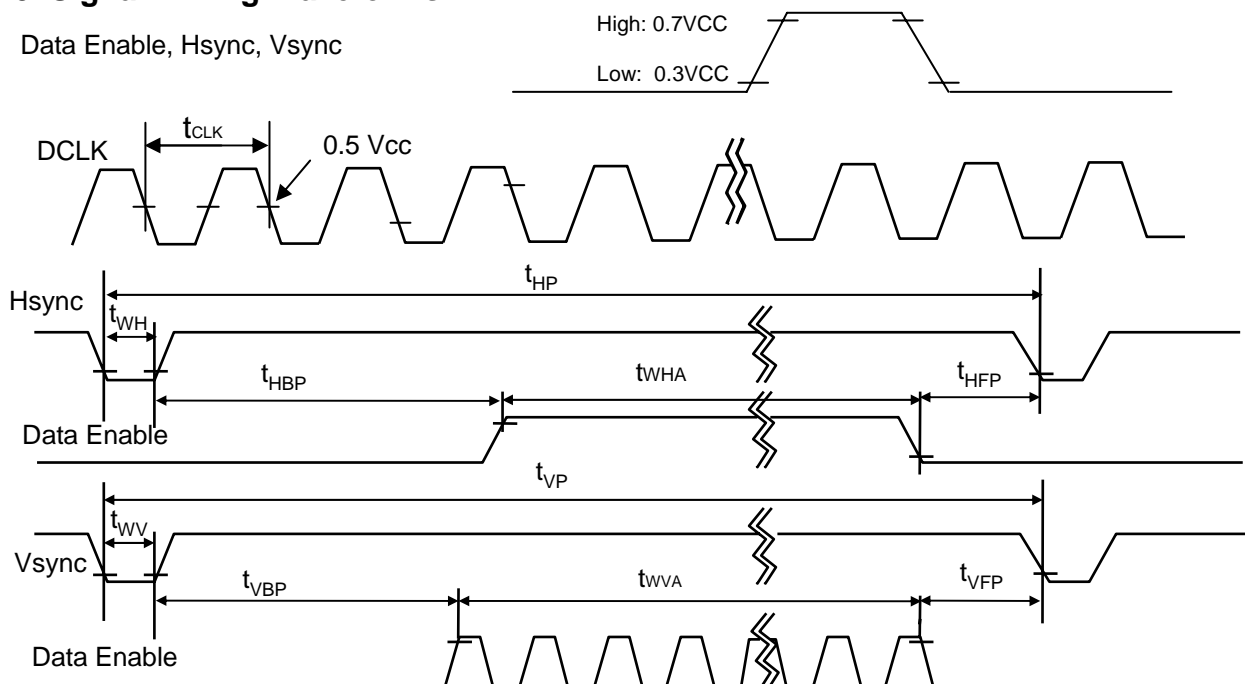 Data Enable, Hsync, Vsync
High: 0.7VCC
Low: 0.3VCC
DCLK
tCLK
0.5 Vcc
tHP
Hsync
tWH
tHBP
tWHA
tHFP
Data Enable
tVP
tWV
Vsync
tVBP
tWVA
tVFP
Data Enable